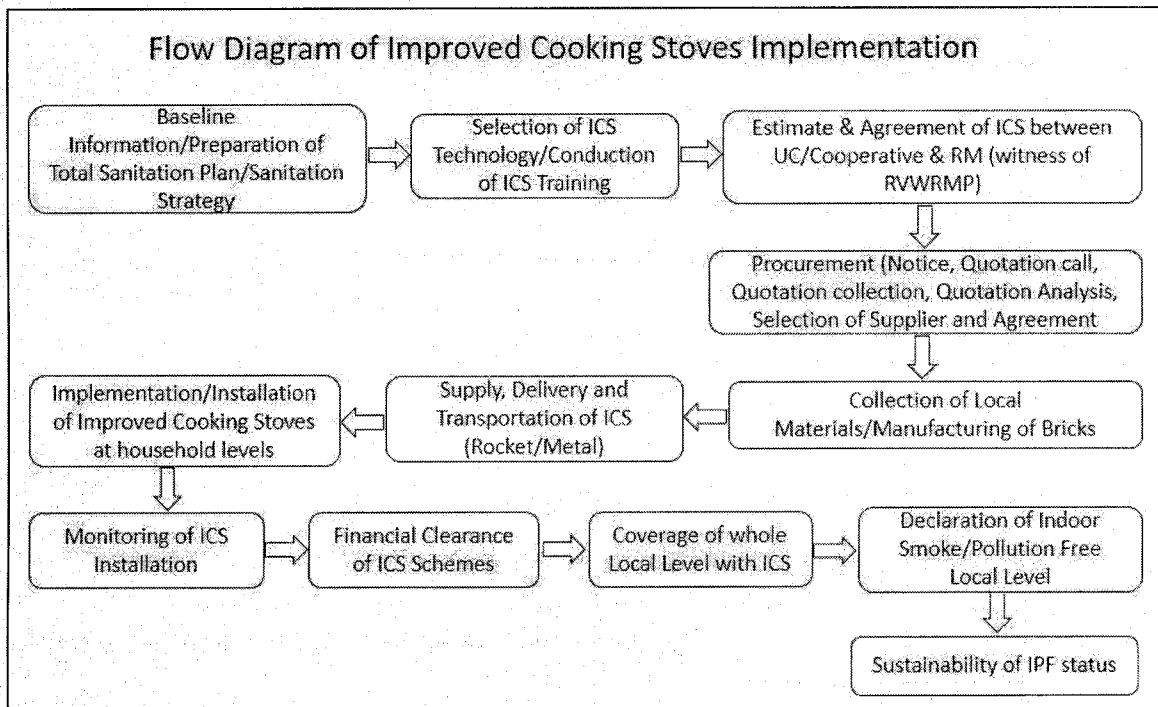 Flow Diagram of Improved Cooking Stoves Implementation
Baseline
Information/Preparation of
Total Sanitation Plan/Sanitation
Strategy
Selection of ICS
Technology/Conduction
of ICS Training
Estimate & Agreement of ICS between
UC/Cooperative & RM (witness of
RVWRMP)
Procurement (Notice, Quotation call,
Quotation collection, Quotation Analysis,
Selection of Supplier and Agreement
Collection of Local
Materials/Manufacturing of Bricks
Supply, Delivery and
Transportation of ICS
(Rocket/Metal)
Implementation/Installation
of Improved Cooking Stoves
at household levels
Monitoring of ICS
Installation
Financial Clearance
of ICS Schemes
Coverage of whole
Local Level with ICS
Declaration of Indoor
Smoke/Pollution Free
Local Level
Sustainability of IPF status